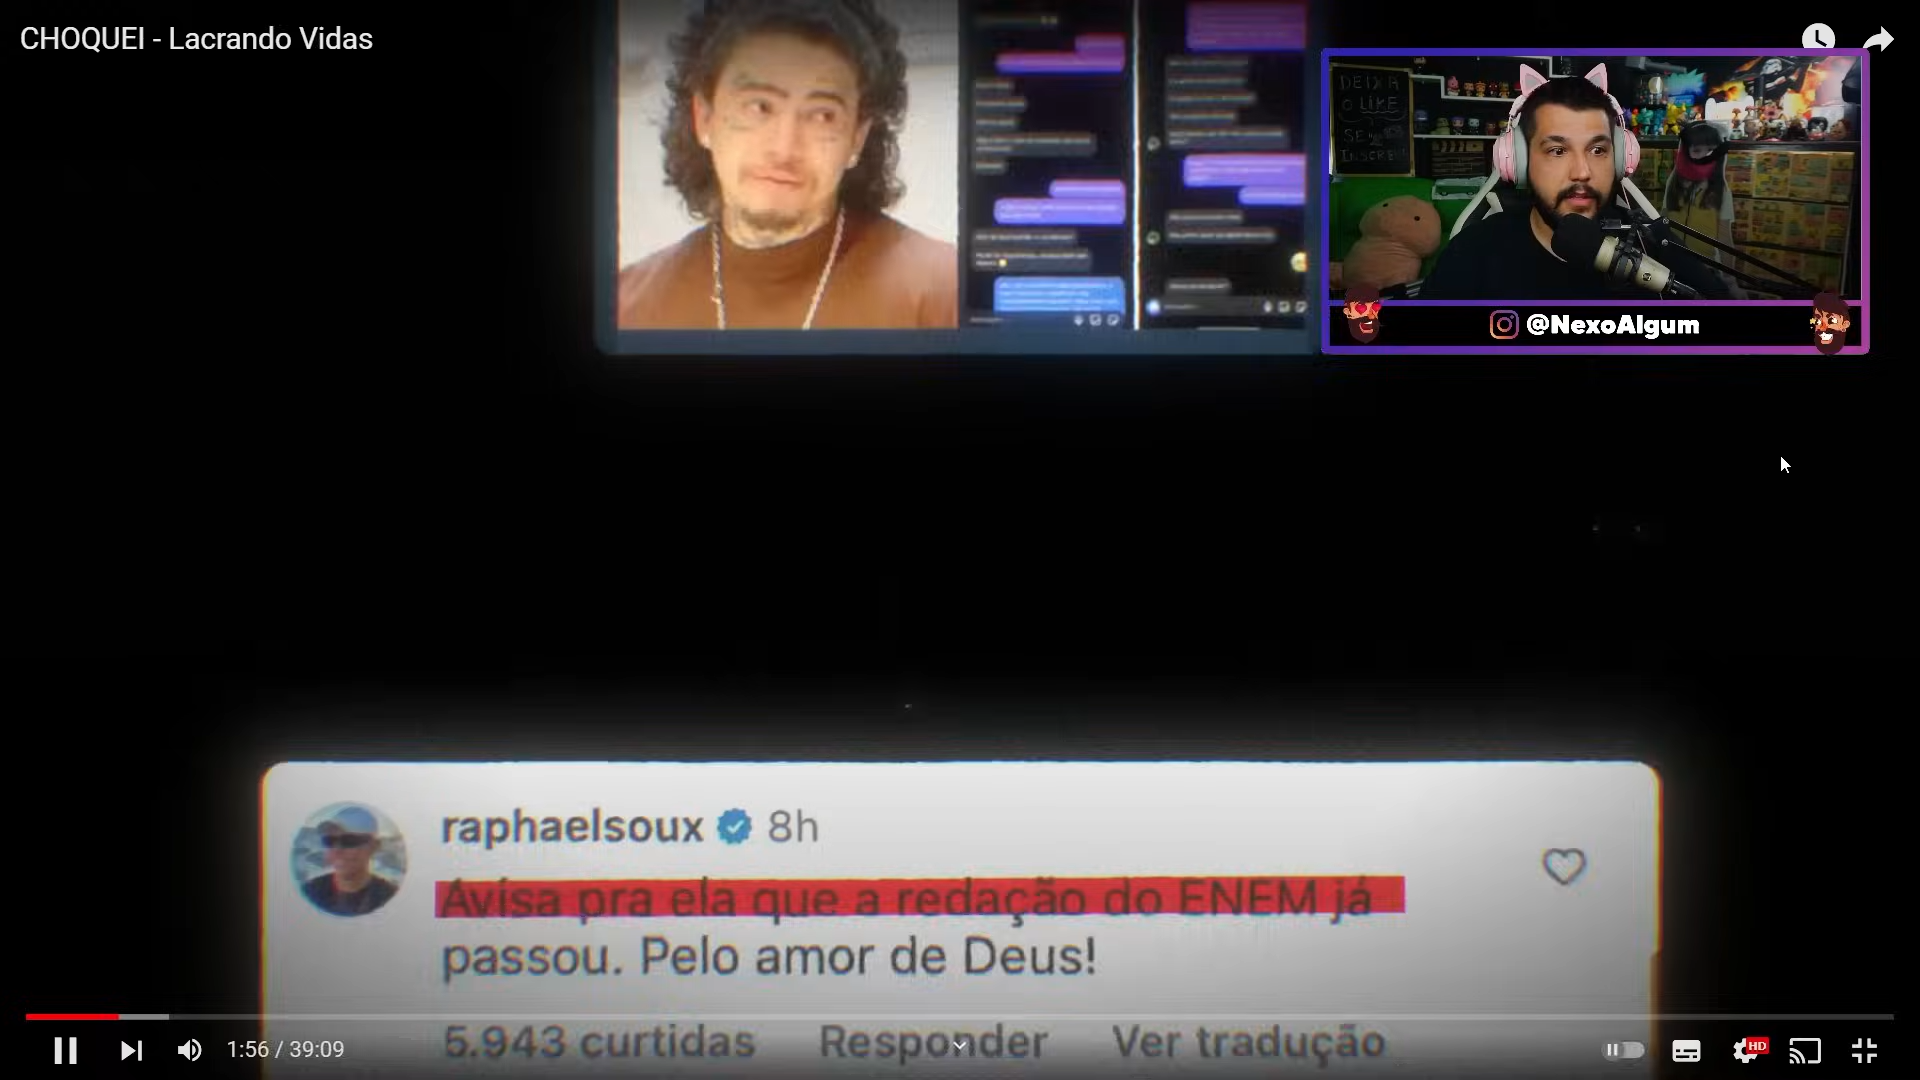 CHOQUEI - Lacrando Vidas
DEIXA
O LIKE
SE
INSCREV
@NexoAlgum
raphaelsoux 8h
Avisa pra ela que a redação do ENEM já
passou. Pelo amor de Deus!
5.943 curtidas Responder Ver tradução
1:56 / 39:09
HD